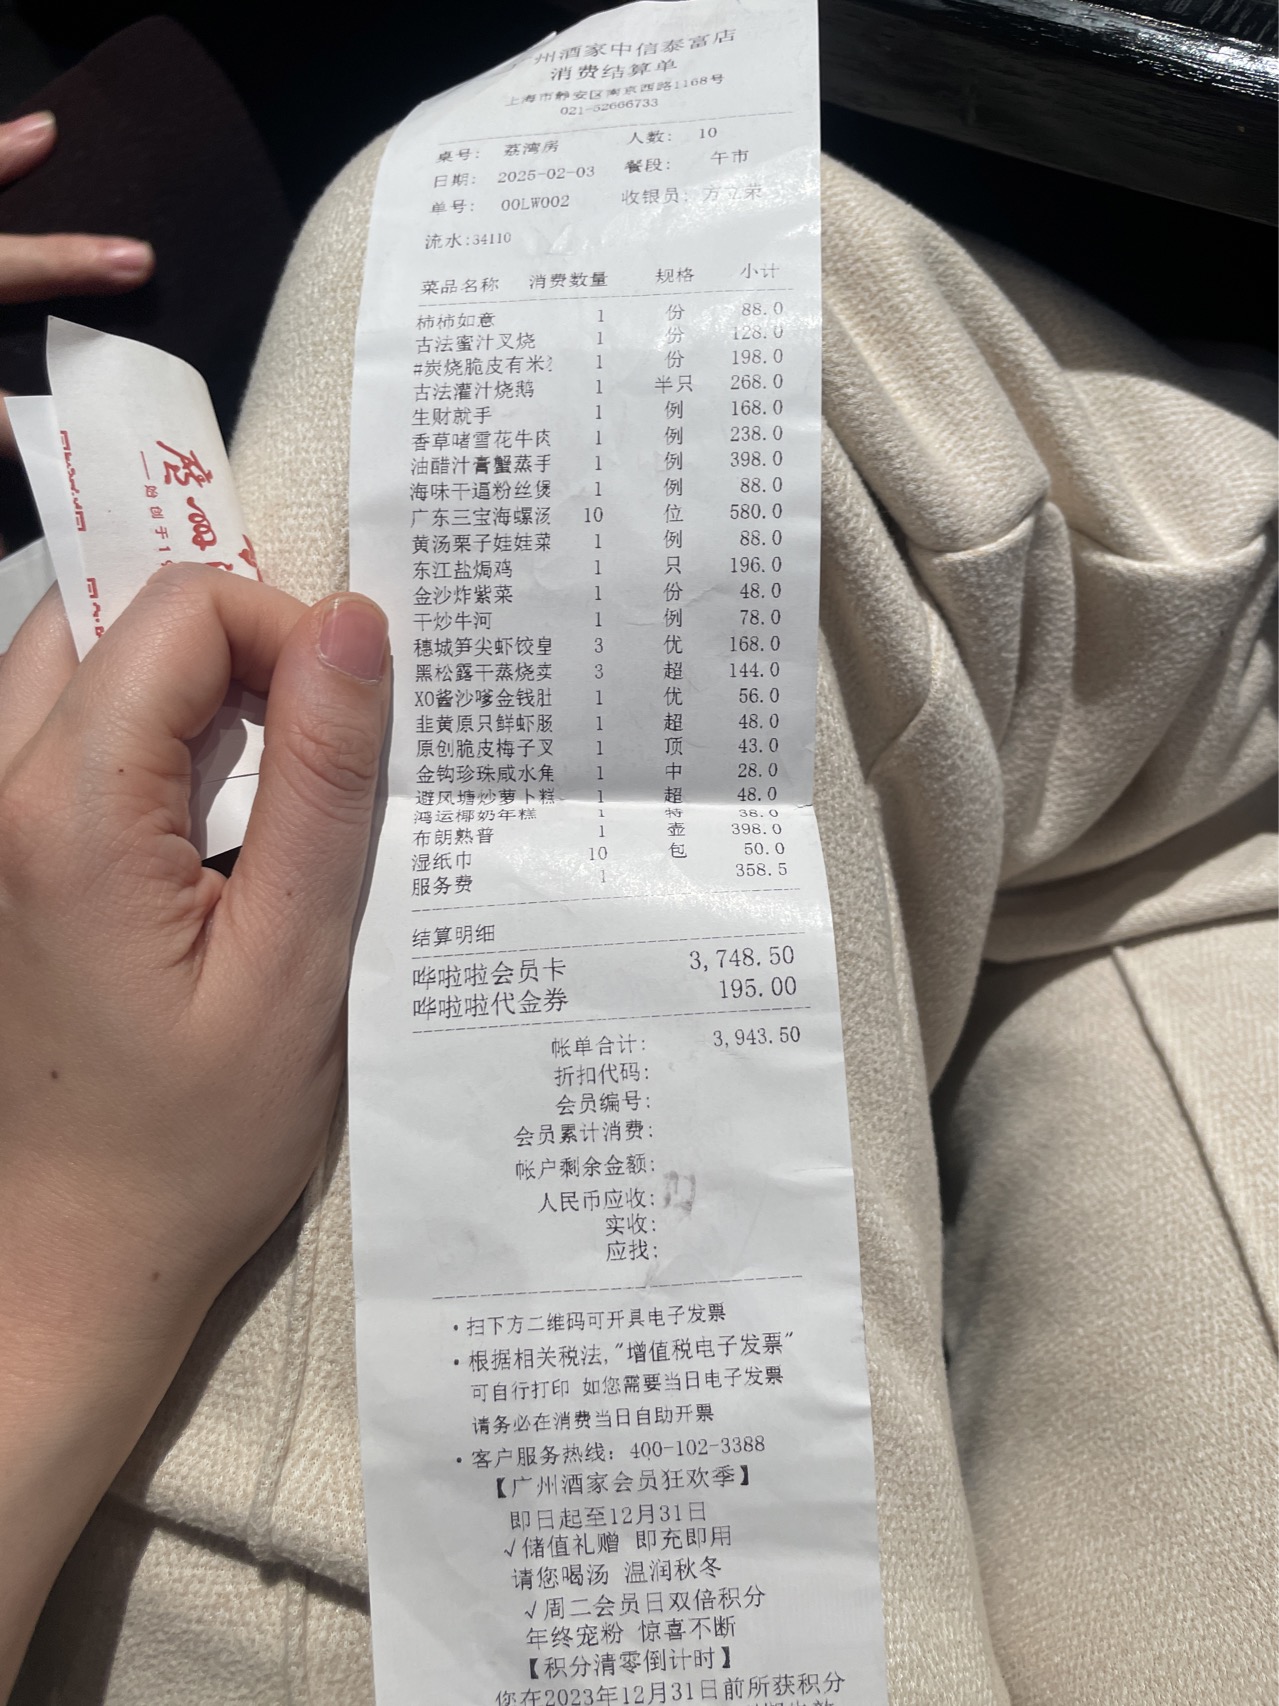 州酒家中信泰富店
消费结算单
上海市静安区南京西路1168号
021-52666733
桌号: 荔湾房 人数: 10
日期: 2025-02-03 餐段: 午市
单号: 00LW002 收银员: 方立荣
流水:34110
菜品名称 消费数量 规格 小计
柿柿如意 1 份 88.0
古法蜜汁叉烧 1 份 128.0
#炭烧脆皮有米 1 份 198.0
古法灌汁烧鹅 1 半只 268.0
生财就手 1 例 168.0
香草啫雪花牛肉 1 例 238.0
油醋汁膏蟹蒸手 1 例 398.0
海味干逼粉丝煲 1 例 88.0
广东三宝海螺汤 10 位 580.0
黄汤栗子娃娃菜 1 例 88.0
东江盐焗鸡 1 只 196.0
金沙炸紫菜 1 份 48.0
干炒牛河 1 例 78.0
穗城笋尖虾饺皇 3 优 168.0
黑松露干蒸烧卖 3 超 144.0
XO酱沙嗲金钱肚 1 优 56.0
韭黄原只鲜虾肠 1 超 48.0
原创脆皮梅子叉 1 顶 43.0
金钩珍珠咸水角 1 中 28.0
避风塘炒萝卜糕 1 超 48.0
鸿运椰奶年糕 1 特 38.0
布朗熟普 1 壶 398.0
湿纸巾 10 包 50.0
服务费 1 358.5
结算明细
哗啦啦会员卡 3,748.50
哗啦啦代金券 195.00
帐单合计: 3,943.50
折扣代码:
会员编号:
会员累计消费:
帐户剩余金额:
人民币应收:
实收:
应找:
·扫下方二维码可开具电子发票
·根据相关税法,"增值税电子发票"
可自行打印 如您需要当日电子发票
请务必在消费当日自助开票
·客户服务热线: 400-102-3388
【广州酒家会员狂欢季】
即日起至12月31日
√储值礼赠 即充即用
请您喝汤 温润秋冬
√周二会员日双倍积分
年终宠粉 惊喜不断
【积分清零倒计时】
您在2023年12月31日前所获积分
廣州
始创于1